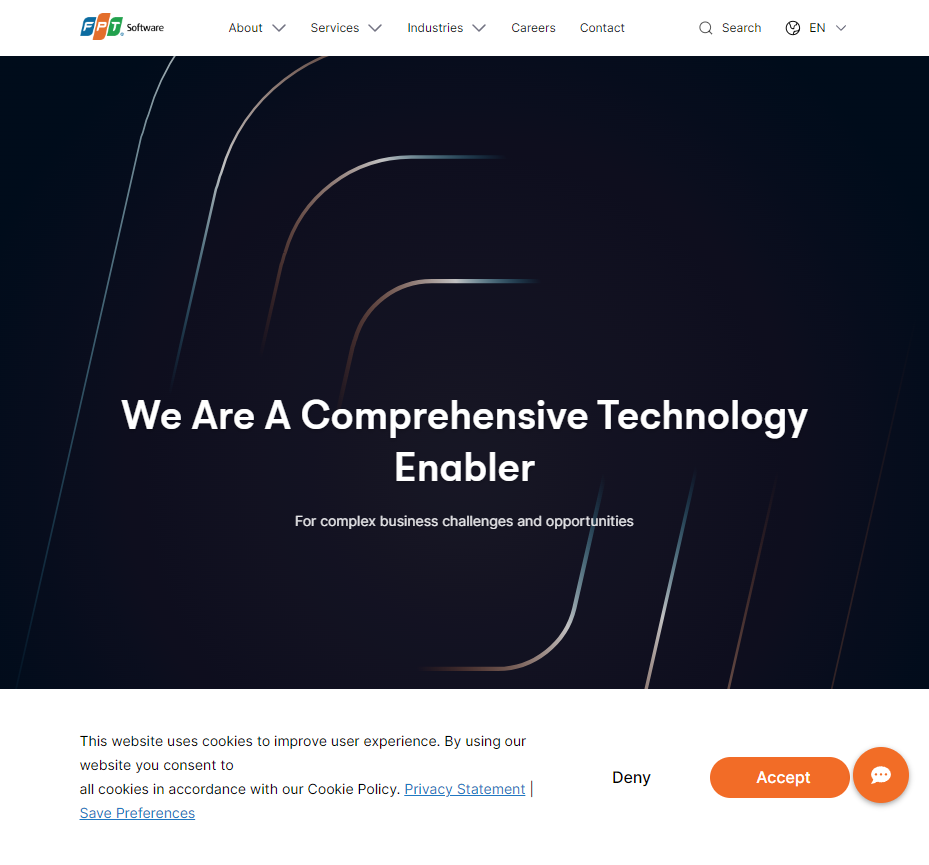 FPT Software
About
Services
Industries
Careers
Contact
Search
EN
We Are A Comprehensive Technology
Enabler
For complex business challenges and opportunities
This website uses cookies to improve user experience. By using our
website you consent to
all cookies in accordance with our Cookie Policy. Privacy Statement |
Save Preferences
Deny
Accept